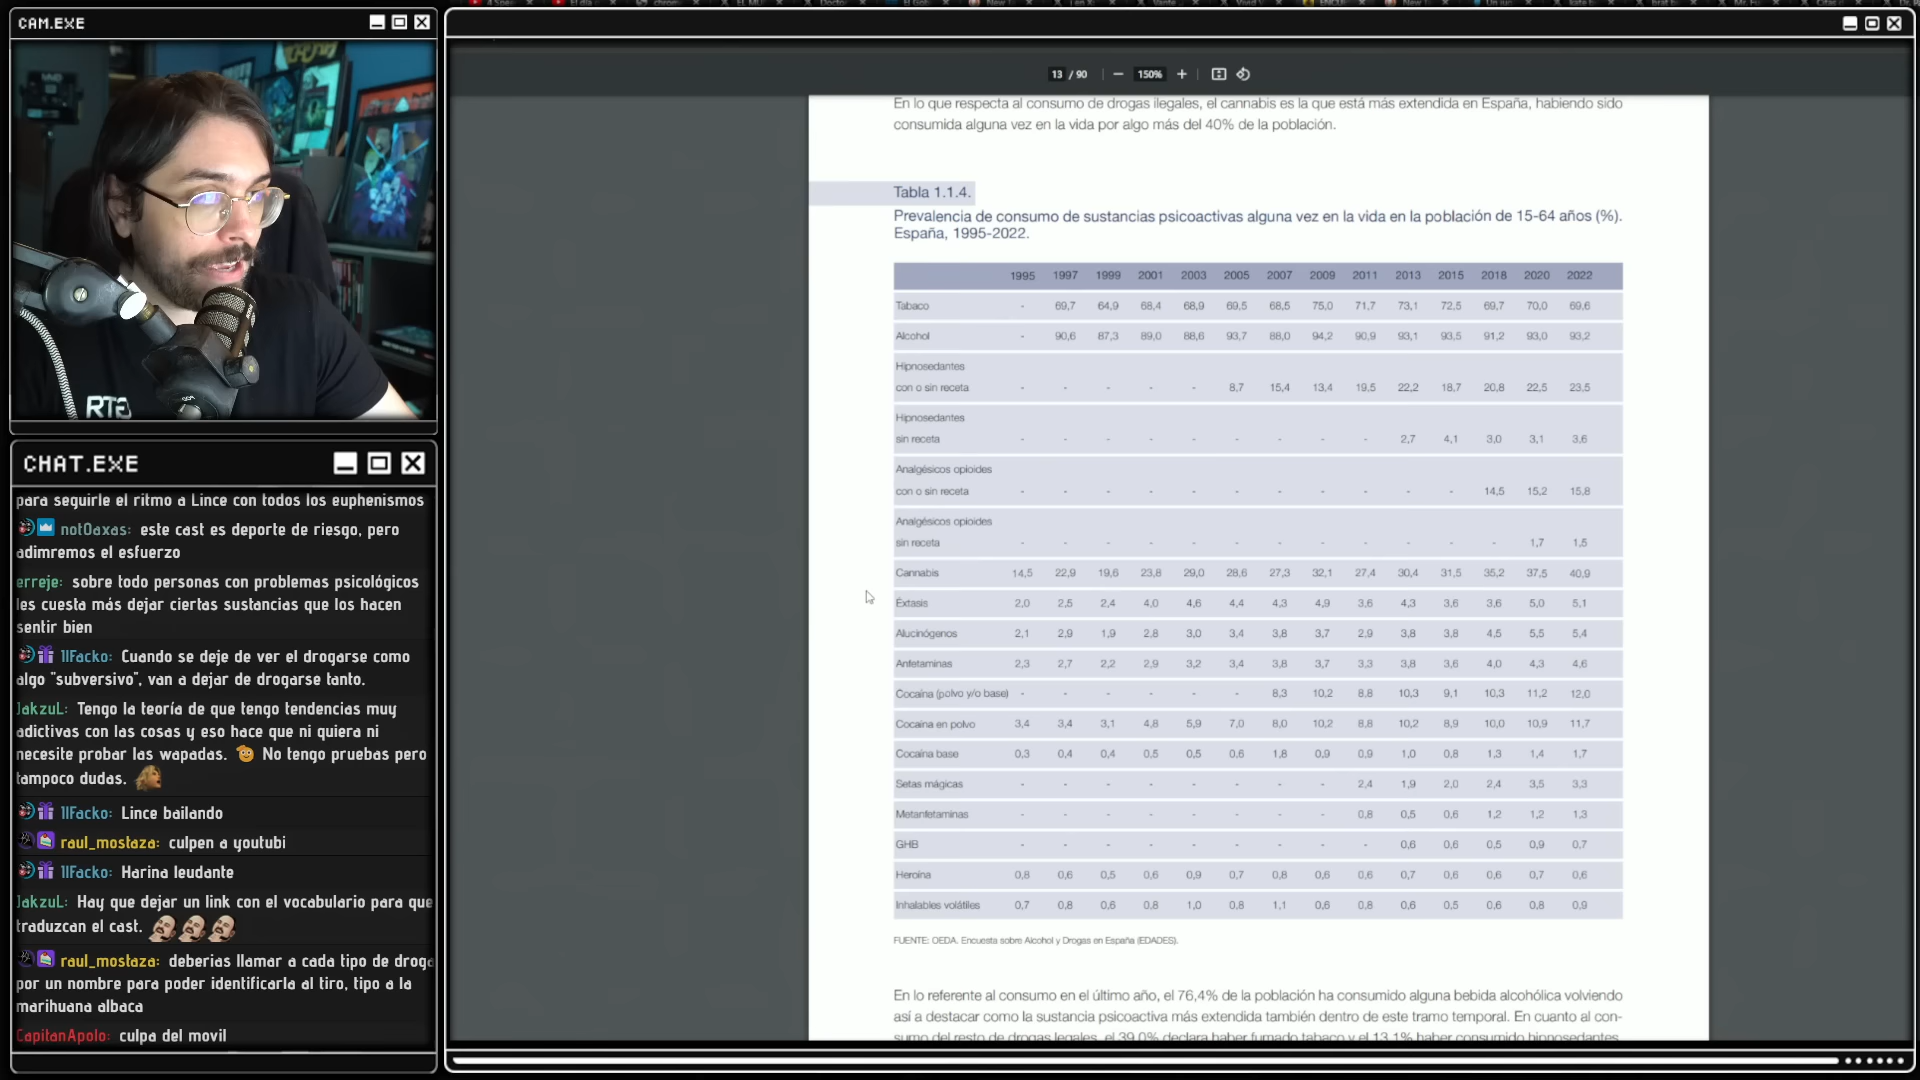 CAM.EXE
RTG
CHAT.EXE
para seguirle el ritmo a Lince con todos los euphenismos
notOaxas: este cast es deporte de riesgo, pero
adimremos el esfuerzo
erreje: sobre todo personas con problemas psicológicos
les cuesta más dejar ciertas sustancias que los hacen
sentir bien
11Facko: Cuando se deje de ver el drogarse como
algo "subversivo", van a dejar de drogarse tanto.
JakzuL: Tengo la teoría de que tengo tendencias muy
adictivas con las cosas y eso hace que ni quiera ni
necesite probar las wapadas. No tengo pruebas pero
tampoco dudas.
11Facko: Lince bailando
raul_mostaza: culpen a youtubi
11Facko: Harina leudante
JakzuL: Hay que dejar un link con el vocabulario para que
traduzcan el cast.
raul_mostaza: deberias llamar a cada tipo de droga
por un nombre para poder identificarla al tiro, tipo a la
marihuana albaca
CapitanApolo: culpa del movil
13 / 90 — 150% +
En lo que respecta al consumo de drogas ilegales, el cannabis es la que está más extendida en España, habiendo sido
consumida alguna vez en la vida por algo más del 40% de la población.
Tabla 1.1.4.
Prevalencia de consumo de sustancias psicoactivas alguna vez en la vida en la población de 15-64 años (%).
España, 1995-2022.
1995 1997 1999 2001 2003 2005 2007 2009 2011 2013 2015 2018 2020 2022
Tabaco - 69,7 64,9 68,4 68,9 69,5 68,5 75,0 71,7 73,1 72,5 69,7 70,0 69,6
Alcohol - 90,6 87,3 89,0 88,6 93,7 88,0 94,2 90,9 93,1 93,5 91,2 93,0 93,2
Hipnosedantes
con o sin receta - - - - - 8,7 15,4 13,4 19,5 22,2 18,7 20,8 22,5 23,5
Hipnosedantes
sin receta - - - - - - - - - 2,7 4,1 3,0 3,1 3,6
Analgésicos opioides
con o sin receta - - - - - - - - - - - 14,5 15,2 15,8
Analgésicos opioides
sin receta - - - - - - - - - - - - 1,7 1,5
Cannabis 14,5 22,9 19,6 23,8 29,0 28,6 27,3 32,1 27,4 30,4 31,5 35,2 37,5 40,9
Éxtasis 2,0 2,5 2,4 4,0 4,6 4,4 4,3 4,9 3,6 4,3 3,6 3,6 5,0 5,1
Alucinógenos 2,1 2,9 1,9 2,8 3,0 3,4 3,8 3,7 2,9 3,8 3,8 4,5 5,5 5,4
Anfetaminas 2,3 2,7 2,2 2,9 3,2 3,4 3,8 3,7 3,3 3,8 3,6 4,0 4,3 4,6
Cocaína (polvo y/o base) - - - - - - 8,3 10,2 8,8 10,3 9,1 10,3 11,2 12,0
Cocaína en polvo 3,4 3,4 3,1 4,8 5,9 7,0 8,0 10,2 8,8 10,2 8,9 10,0 10,9 11,7
Cocaína base 0,3 0,4 0,4 0,5 0,5 0,6 1,8 0,9 0,9 1,0 0,8 1,3 1,4 1,7
Setas mágicas - - - - - - - - 2,4 1,9 2,0 2,4 3,5 3,3
Metanfetaminas - - - - - - - - 0,8 0,5 0,6 1,2 1,2 1,3
GHB - - - - - - - - - 0,6 0,6 0,5 0,9 0,7
Heroína 0,8 0,6 0,5 0,6 0,9 0,7 0,8 0,6 0,6 0,7 0,6 0,6 0,7 0,6
Inhalables volátiles 0,7 0,8 0,6 0,8 1,0 0,8 1,1 0,6 0,8 0,6 0,5 0,6 0,8 0,9
FUENTE: OEDA. Encuesta sobre Alcohol y Drogas en España (EDADES).
En lo referente al consumo en el último año, el 76,4% de la población ha consumido alguna bebida alcohólica volviendo
así a destacar como la sustancia psicoactiva más extendida también dentro de este tramo temporal. En cuanto al con-
sumo del resto de drogas legales, el 39,0% declara haber fumado tabaco y el 13,1% haber consumido hipnosedantes